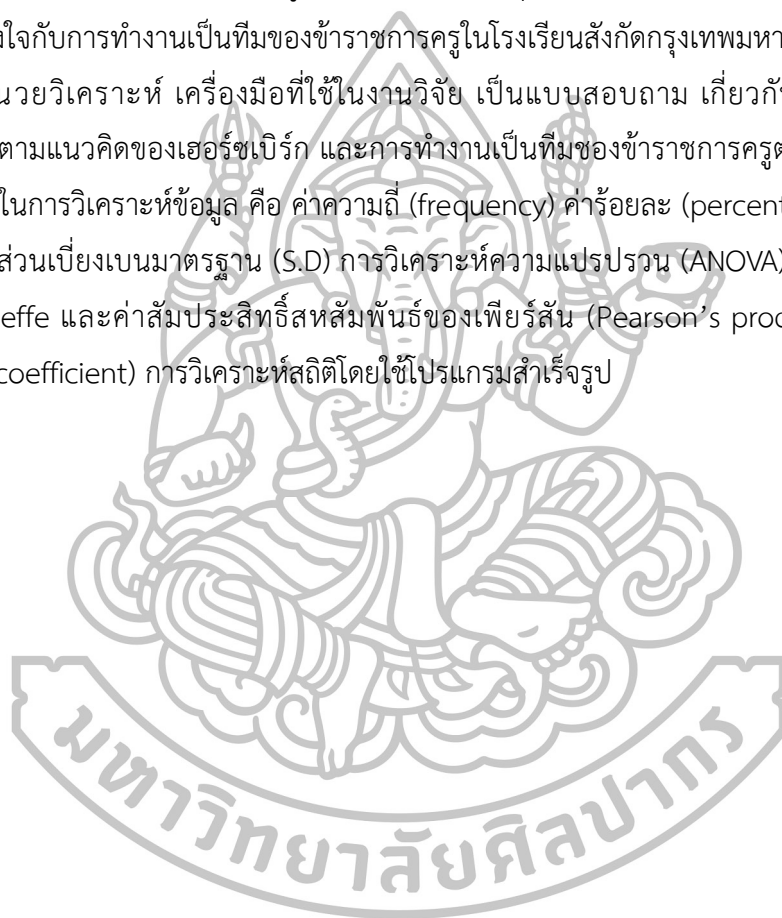 งใจกับการทำงานเป็นทีมของข้าราชการครูในโรงเรียนสังกัดกรุงเทพมหา
นวยวิเคราะห์ เครื่องมือที่ใช้ในงานวิจัย เป็นแบบสอบถาม เกี่ยวกั
ตามแนวคิดของเฮอร์ซเบิร์ก และการทำงานเป็นทีมชองข้าราชการครูต
ในการวิเคราะห์ข้อมูล คือ ค่าความถี่ (frequency) ค่าร้อยละ (percent
ส่วนเบี่ยงเบนมาตรฐาน (S.D) การวิเคราะห์ความแปรปรวน (ANOVA)
effe และค่าสัมประสิทธิ์สหสัมพันธ์ของเพียร์สัน (Pearson’s prod
coefficient) การวิเคราะห์สถิติโดยใช้โปรแกรมสำเร็จรูป
มหาวิทยาลัยศิลปากร